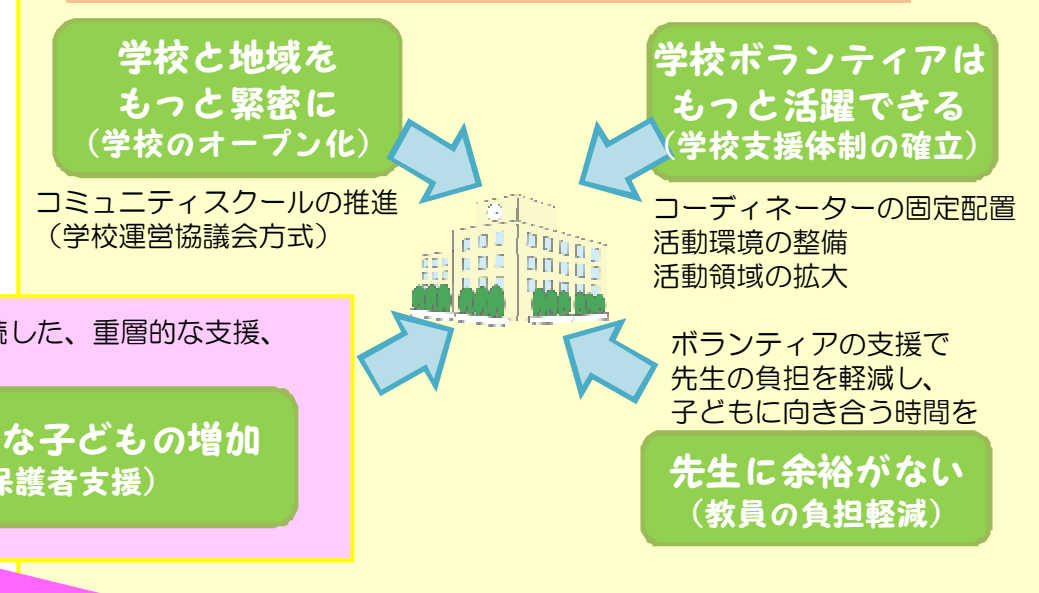 学校と地域を
もっと緊密に
（学校のオープン化）
コミュニティスクールの推進
（学校運営協議会方式）
学校ボランティアは
もっと活躍できる
（学校支援体制の確立）
コーディネーターの固定配置
活動環境の整備
活動領域の拡大
した、重層的な支援、
な子どもの増加
保護者支援）
ボランティアの支援で
先生の負担を軽減し、
子どもに向き合う時間を
先生に余裕がない
（教員の負担軽減）